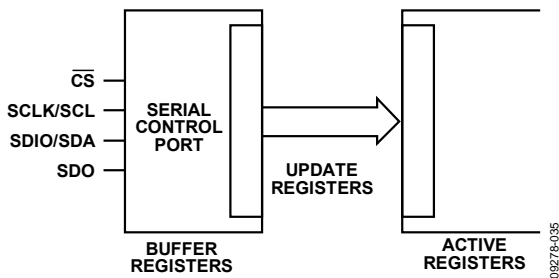 CS
SCLK/SCL
SDIO/SDA
SDO
SERIAL
CONTROL
PORT
UPDATE
REGISTERS
BUFFER
REGISTERS
ACTIVE
REGISTERS
09278-035